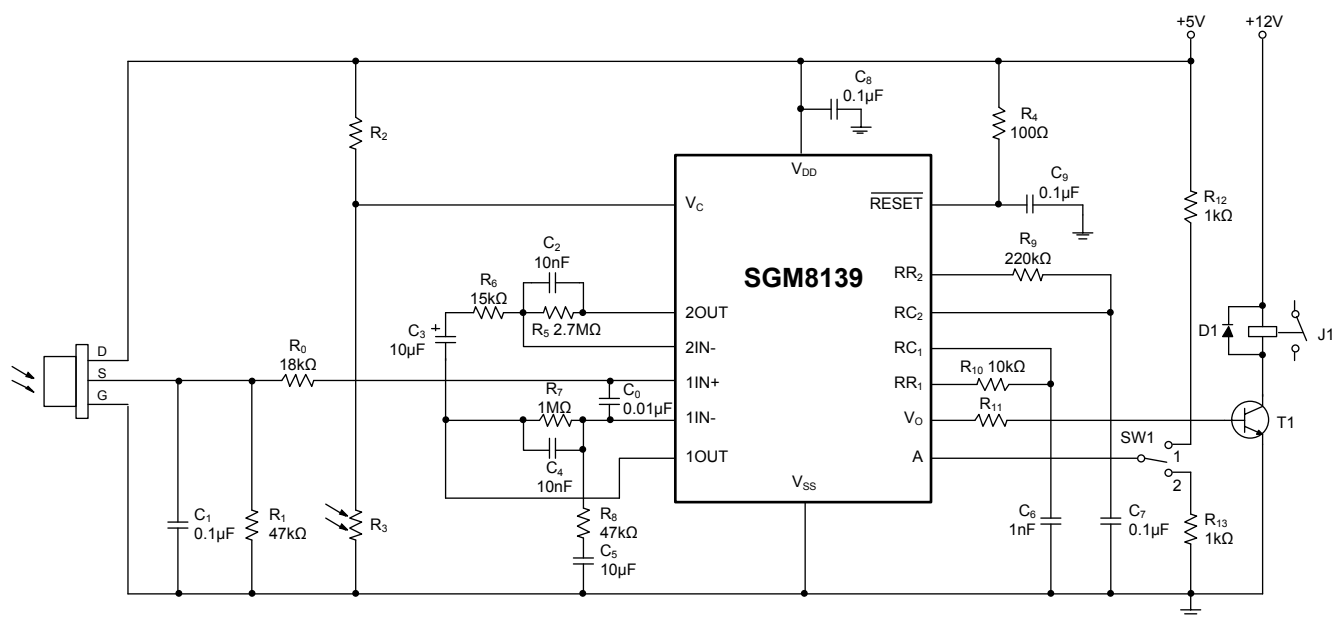 +5V
+12V
C8
0.1µF
R4
100Ω
R2
VDD
C9
0.1µF
VC
RESET
R12
1kΩ
C2
10nF
R9
220kΩ
SGM8139
RR2
R6
15kΩ
2OUT
RC2
R5 2.7MΩ
C3
+
10µF
D1
J1
2IN-
RC1
D
R0
18kΩ
S
1IN+
R10 10kΩ
RR1
G
R7
1MΩ
C0
0.01µF
R11
1IN-
VO
T1
SW1
1
C4
10nF
1OUT
A
2
VSS
C1
0.1µF
R1
47kΩ
R3
R8
47kΩ
C5
10µF
C6
1nF
C7
0.1µF
R13
1kΩ